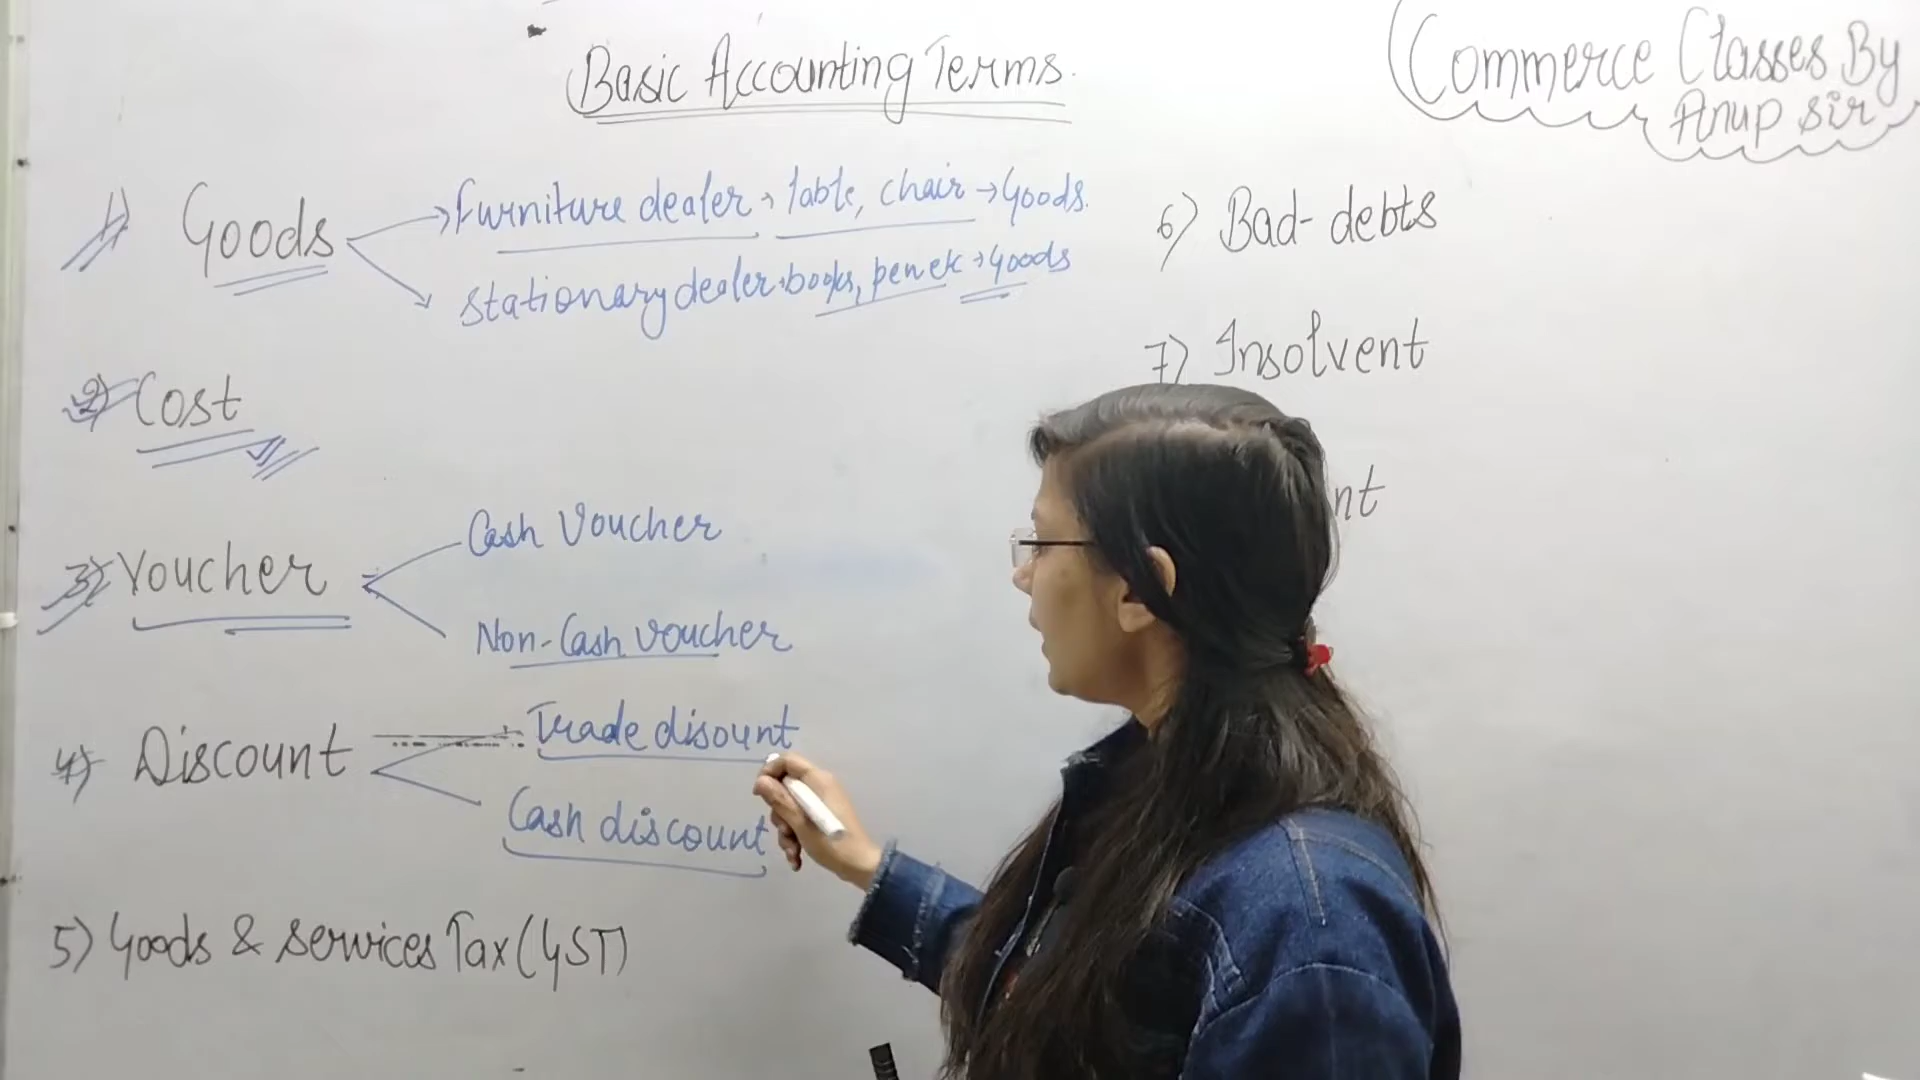 Basic Accounting Terms.
Commerce Classes By
Anup Sir
1) Goods
Furniture dealer → table, chair → Goods.
Stationary dealer → books, pen etc → Goods
2) Cost
3) Voucher
Cash Voucher
Non-Cash Voucher
4) Discount
Trade disount
Cash discount
5) Goods & Services Tax (GST)
6) Bad-debts
7) Insolvent
nt